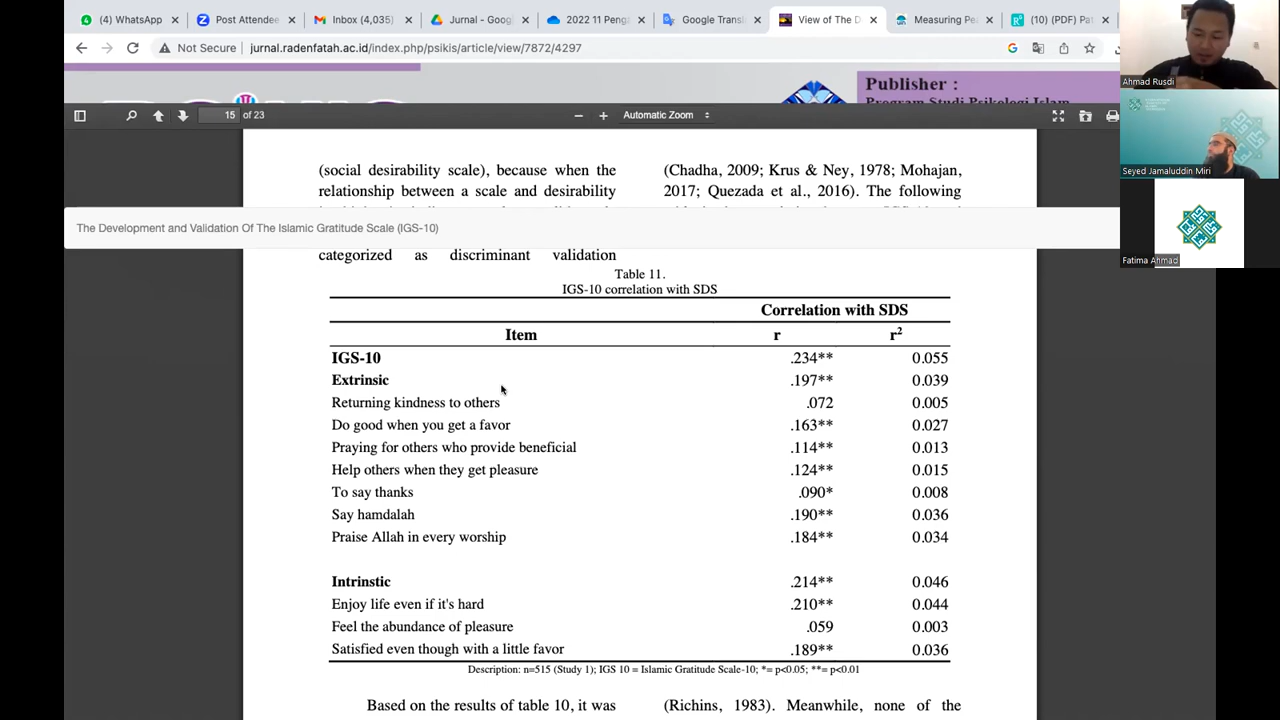 (4) WhatsApp
Post Attendee
Inbox (4,035)
Jurnal - Googl
2022 11 Peng
Google Transl
View of The D
Measuring Pe
(10) (PDF) Pa
Not Secure jurnal.radenfatah.ac.id/index.php/psikis/article/view/7872/4297
Publisher :
Program Studi Psikologi Islam
15 of 23
Automatic Zoom
Ahmad Rusdi
Seyed Jamaluddin Miri
Fatima Ahmad
(social desirability scale), because when the
relationship between a scale and desirability
(Chadha, 2009; Krus & Ney, 1978; Mohajan,
2017; Quezada et al., 2016). The following
The Development and Validation Of The Islamic Gratitude Scale (IGS-10)
categorized as discriminant validation
Table 11.
IGS-10 correlation with SDS
Correlation with SDS
Item r r2
IGS-10 .234** 0.055
Extrinsic .197** 0.039
Returning kindness to others .072 0.005
Do good when you get a favor .163** 0.027
Praying for others who provide beneficial .114** 0.013
Help others when they get pleasure .124** 0.015
To say thanks .090* 0.008
Say hamdalah .190** 0.036
Praise Allah in every worship .184** 0.034
Intrinstic .214** 0.046
Enjoy life even if it's hard .210** 0.044
Feel the abundance of pleasure .059 0.003
Satisfied even though with a little favor .189** 0.036
Description: n=515 (Study 1); IGS 10 = Islamic Gratitude Scale-10; *= p<0.05; **= p<0.01
Based on the results of table 10, it was
(Richins, 1983). Meanwhile, none of the